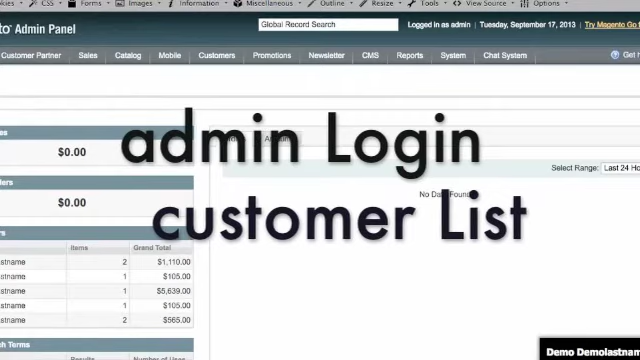 CSS Forms Images Information Miscellaneous Outline Resize Tools View Source Options
Admin Panel Global Record Search Logged in as admin | Tuesday, September 17, 2013 | Try Magento Go f
Customer Partner Sales Catalog Mobile Customers Promotions Newsletter CMS Reports System Chat System Get
admin Login
$0.00
Select Range: Last 24 Ho
No Data Found
customer List
$0.00
Items Grand Total
stname 2 $1,110.00
stname 1 $105.00
stname 1 $5,639.00
stname 1 $105.00
stname 2 $565.00
ch Terms
Results Number of Uses
Demo Demolastnam